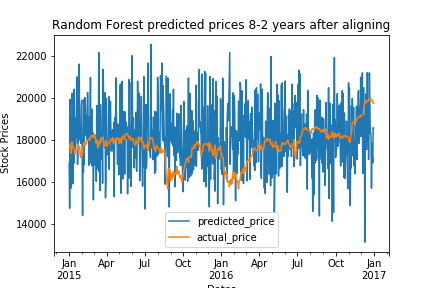 Random Forest predicted prices 8-2 years after aligning
22000
20000
18000
16000
14000
Stock Prices
predicted_price
actual_price
Jan Apr Jul Oct Jan Apr Jul Oct Jan
2015 2016 2017